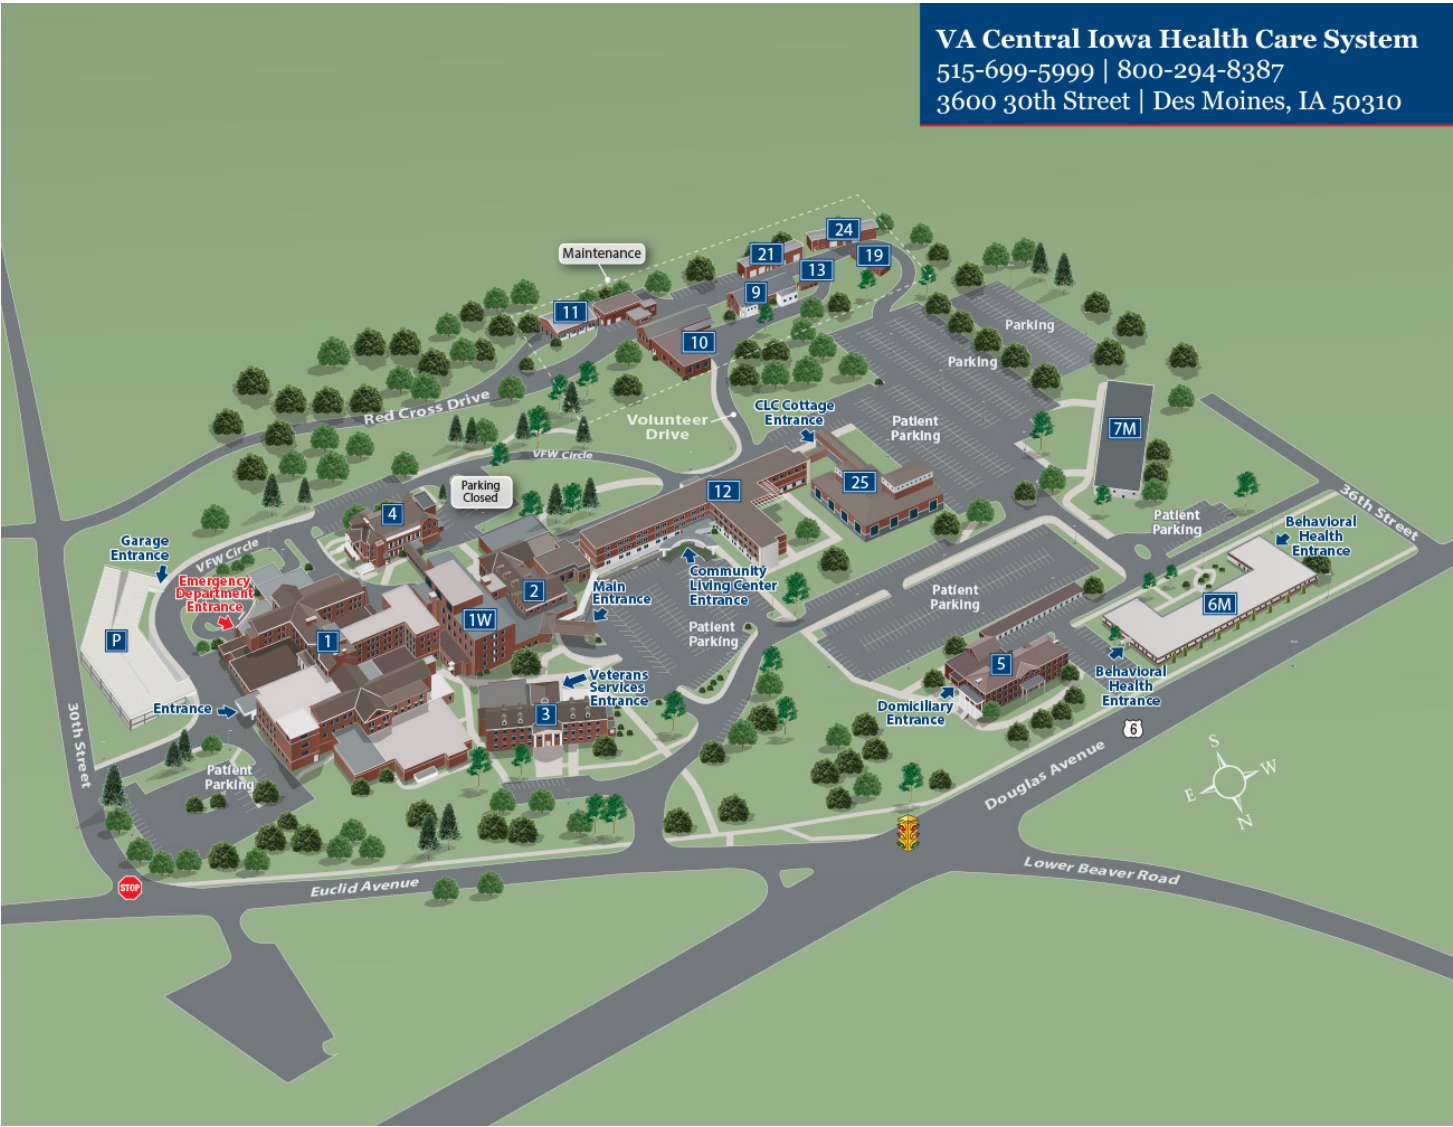 VA Central Iowa Health Care System
515-699-5999 | 800-294-8387
3600 30th Street | Des Moines, IA 50310
24
21
19
13
Maintenance
9
11
10
Parking
Parking
Red Cross Drive
CLC Cottage
Entrance
Volunteer
Drive
Patient
Parking
7M
VFW Circle
Parking
Closed
12
25
36th Street
4
Patient
Parking
Behavioral
Health
Entrance
Garage
Entrance
VFW Circle
Emergency
Department
Entrance
Community
Living Center
Entrance
2
Main
Entrance
Patient
Parking
6M
1W
P
1
Patient
Parking
5
Behavioral
Health
Entrance
Veterans
Services
Entrance
Entrance
3
Domiciliary
Entrance
30th Street
6
Douglas Avenue
S
W
E
N
Patient
Parking
STOP
Euclid Avenue
Lower Beaver Road